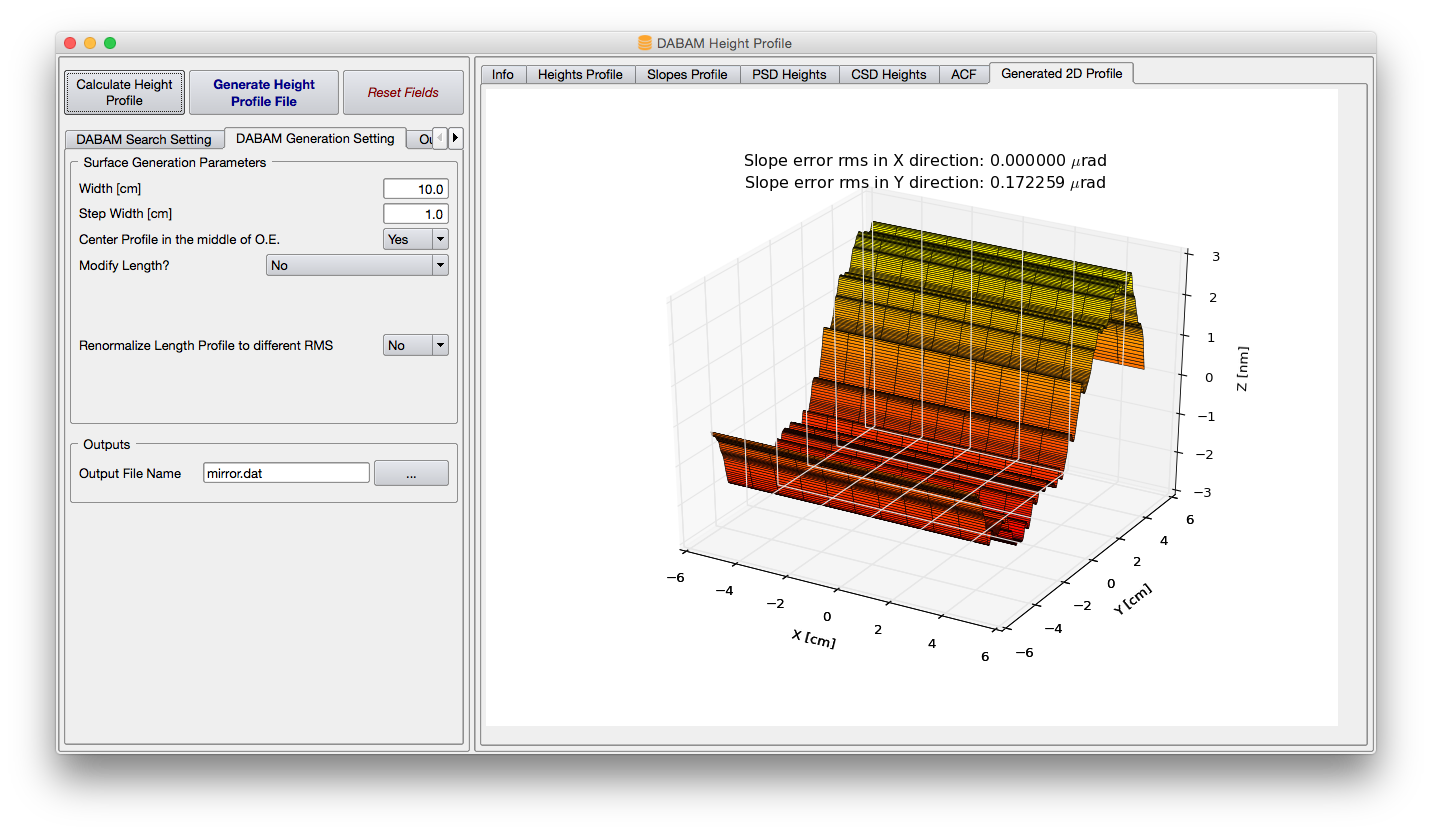 DABAM Height Profile
Calculate Height
Profile
Generate Height
Profile File
Reset Fields
DABAM Search Setting
DABAM Generation Setting
Ou
Surface Generation Parameters
Width [cm]
10.0
Step Width [cm]
1.0
Center Profile in the middle of O.E.
Yes
Modify Length?
No
Renormalize Length Profile to different RMS
No
Outputs
Output File Name
mirror.dat
...
Info
Heights Profile
Slopes Profile
PSD Heights
CSD Heights
ACF
Generated 2D Profile
Slope error rms in X direction: 0.000000 μrad
Slope error rms in Y direction: 0.172259 μrad
3
2
1
0
−1
−2
−3
Z [nm]
6
4
2
0
−2
−4
−6
Y [cm]
−6
−4
−2
0
2
4
6
X [cm]